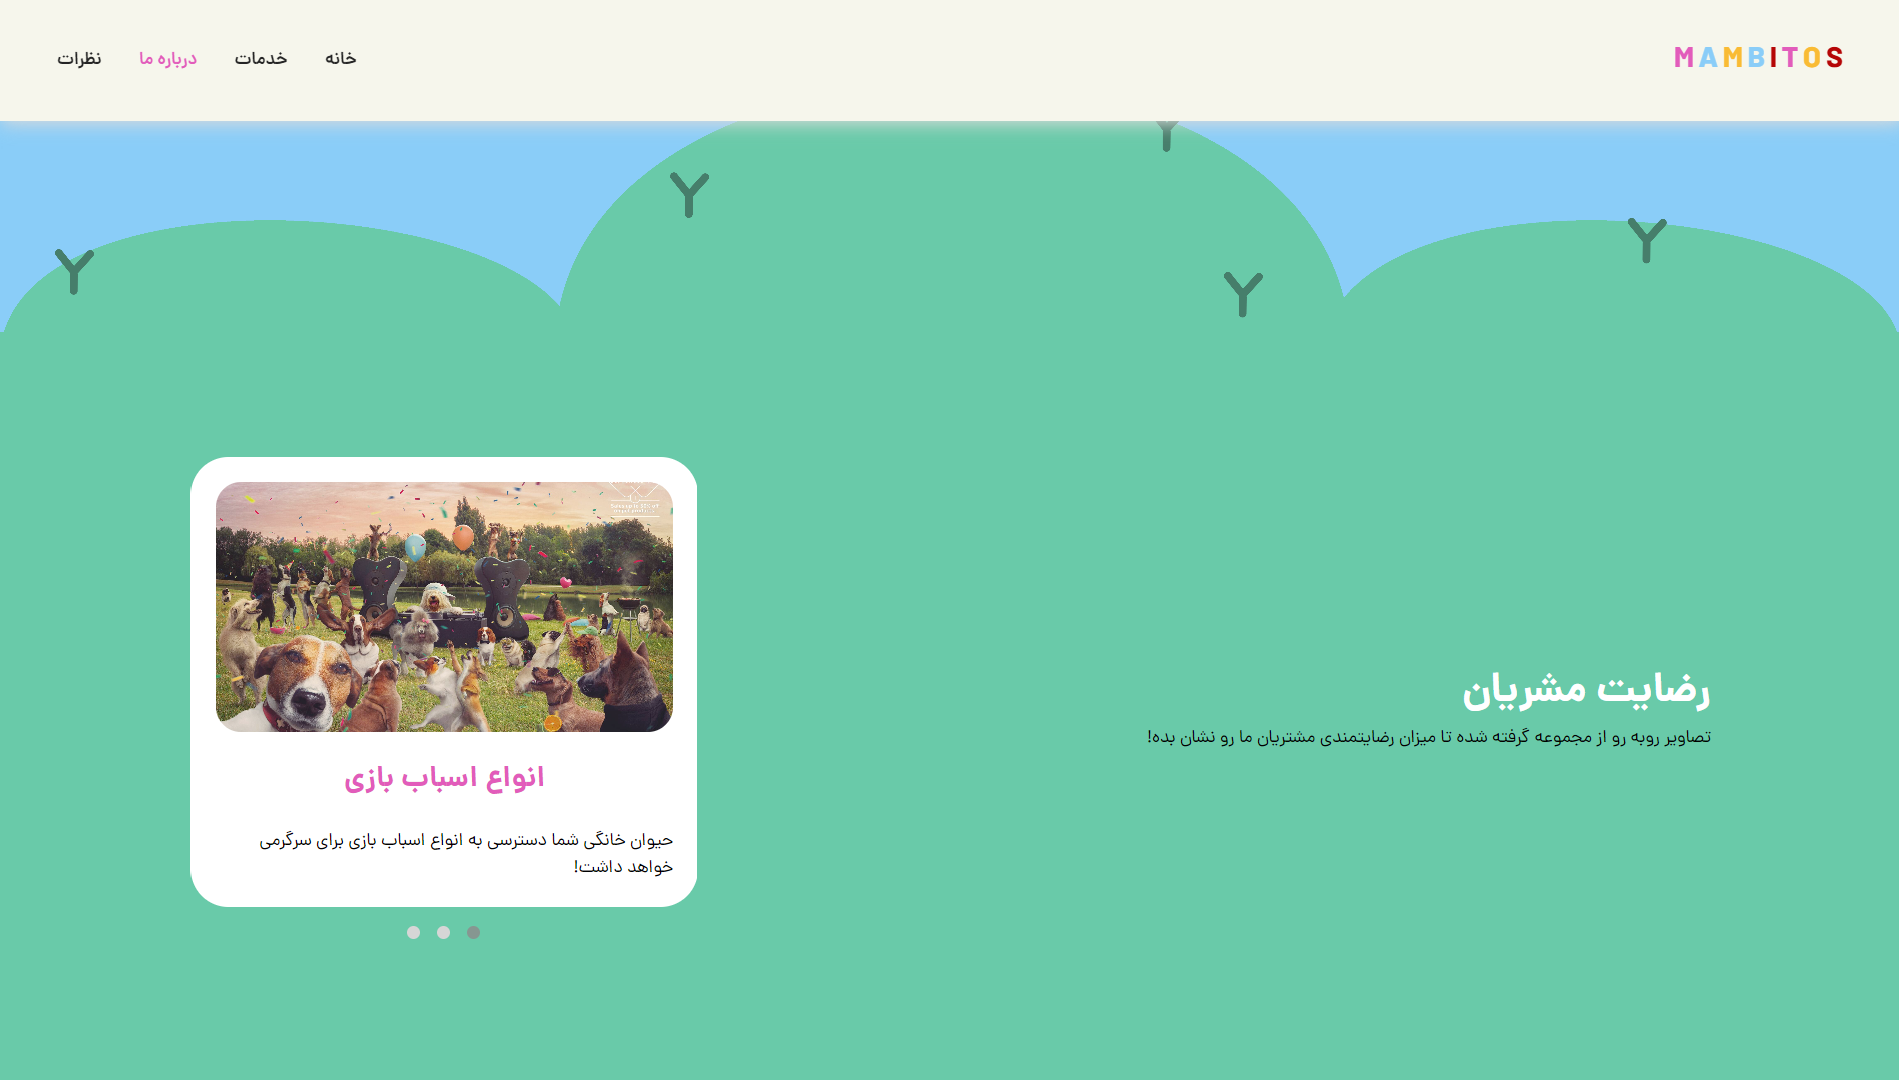 MAMBITOS
خانه
خدمات
درباره ما
نظرات
رضایت مشریان
تصاویر روبه رو از مجموعه گرفته شده تا میزان رضایتمندی مشتریان ما رو نشان بده!
انواع اسباب بازی
حیوان خانگی شما دسترسی به انواع اسباب بازی برای سرگرمی
خواهد داشت!